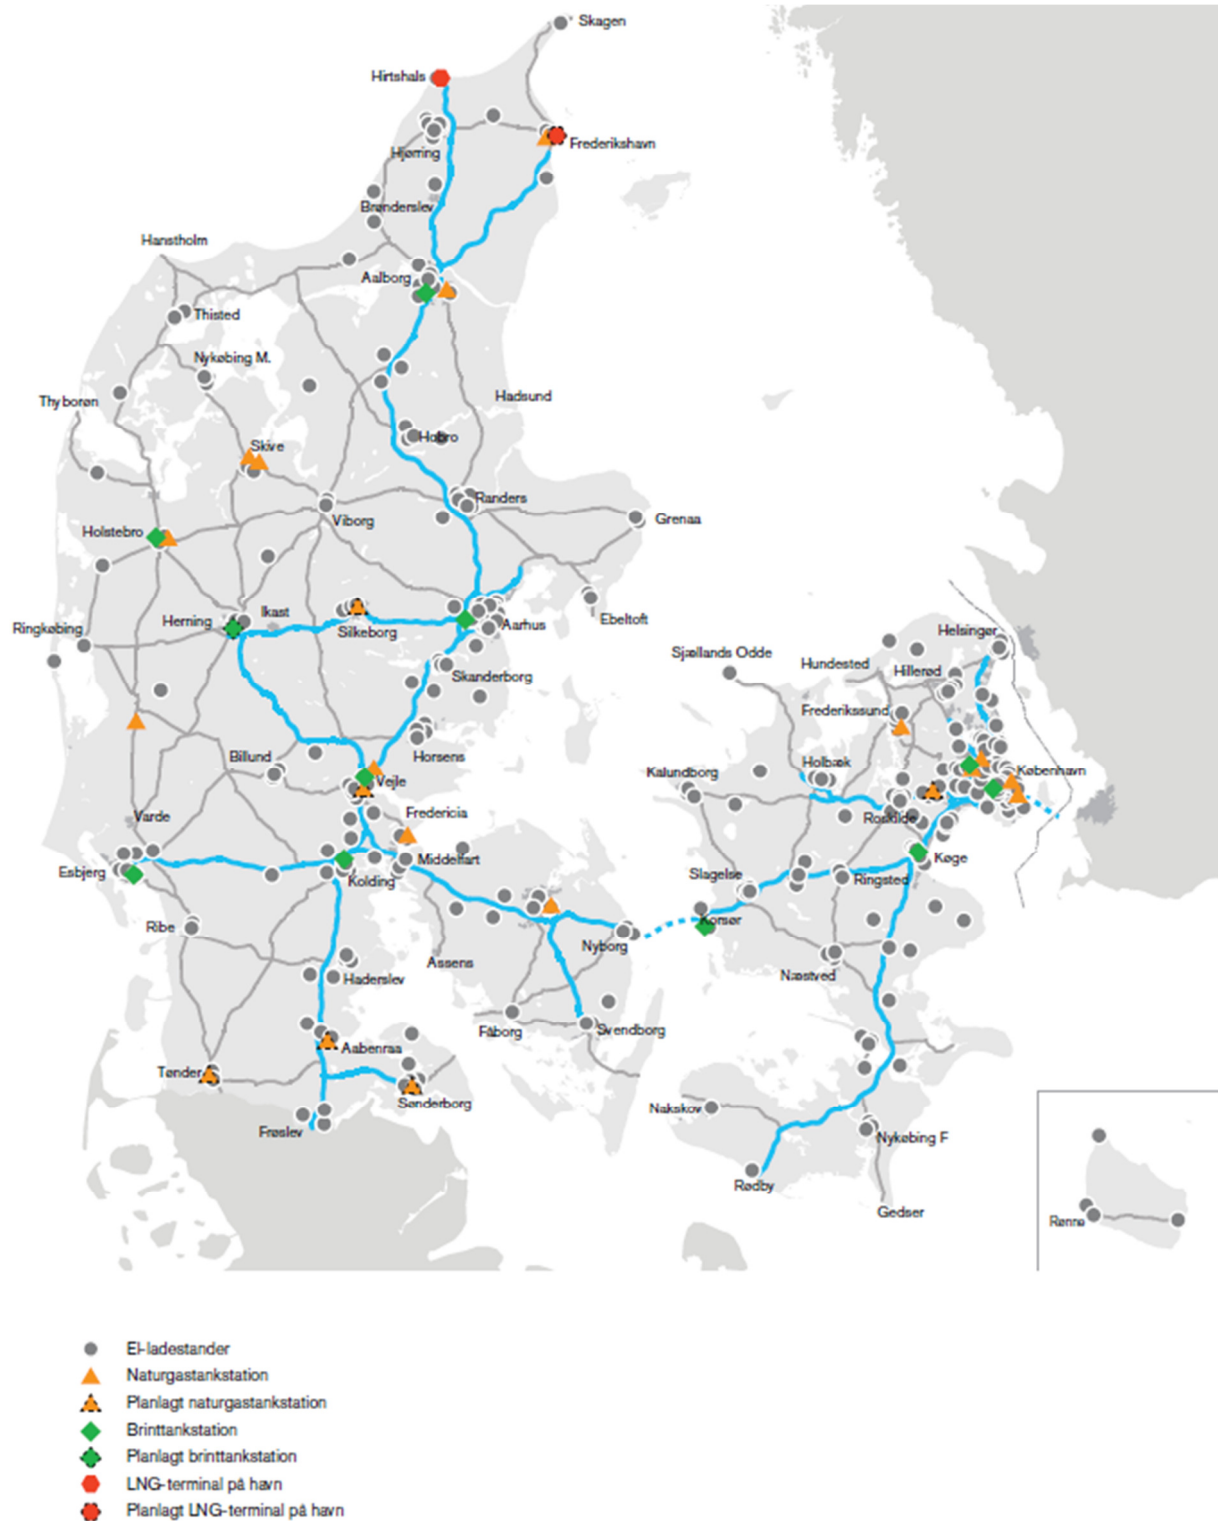 Skagen
Hirtshals
Frederikshavn
Hjørring
Brønderslev
Hanstholm
Aalborg
Thisted
Nykøbing M.
Thyborøn
Hadsund
Hobro
Skive
Randers
Viborg
Grenaa
Holstebro
Ikast
Herning
Silkeborg
Aarhus
Ebeltoft
Ringkøbing
Skanderborg
Sjællands Odde
Hundested
Helsingør
Hillerød
Frederikssund
Billund
Horsens
Vejle
Kalundborg
Holbæk
København
Varde
Fredericia
Roskilde
Esbjerg
Middelfart
Kolding
Slagelse
Ringsted
Køge
Ribe
Korsør
Nyborg
Assens
Haderslev
Næstved
Fåborg
Svendborg
Aabenraa
Tønder
Sønderborg
Nakskov
Frøslev
Nykøbing F
Rødby
Gedser
Rønne
El-ladestander
Naturgastankstation
Planlagt naturgastankstation
Brinttankstation
Planlagt brinttankstation
LNG-terminal på havn
Planlagt LNG-terminal på havn